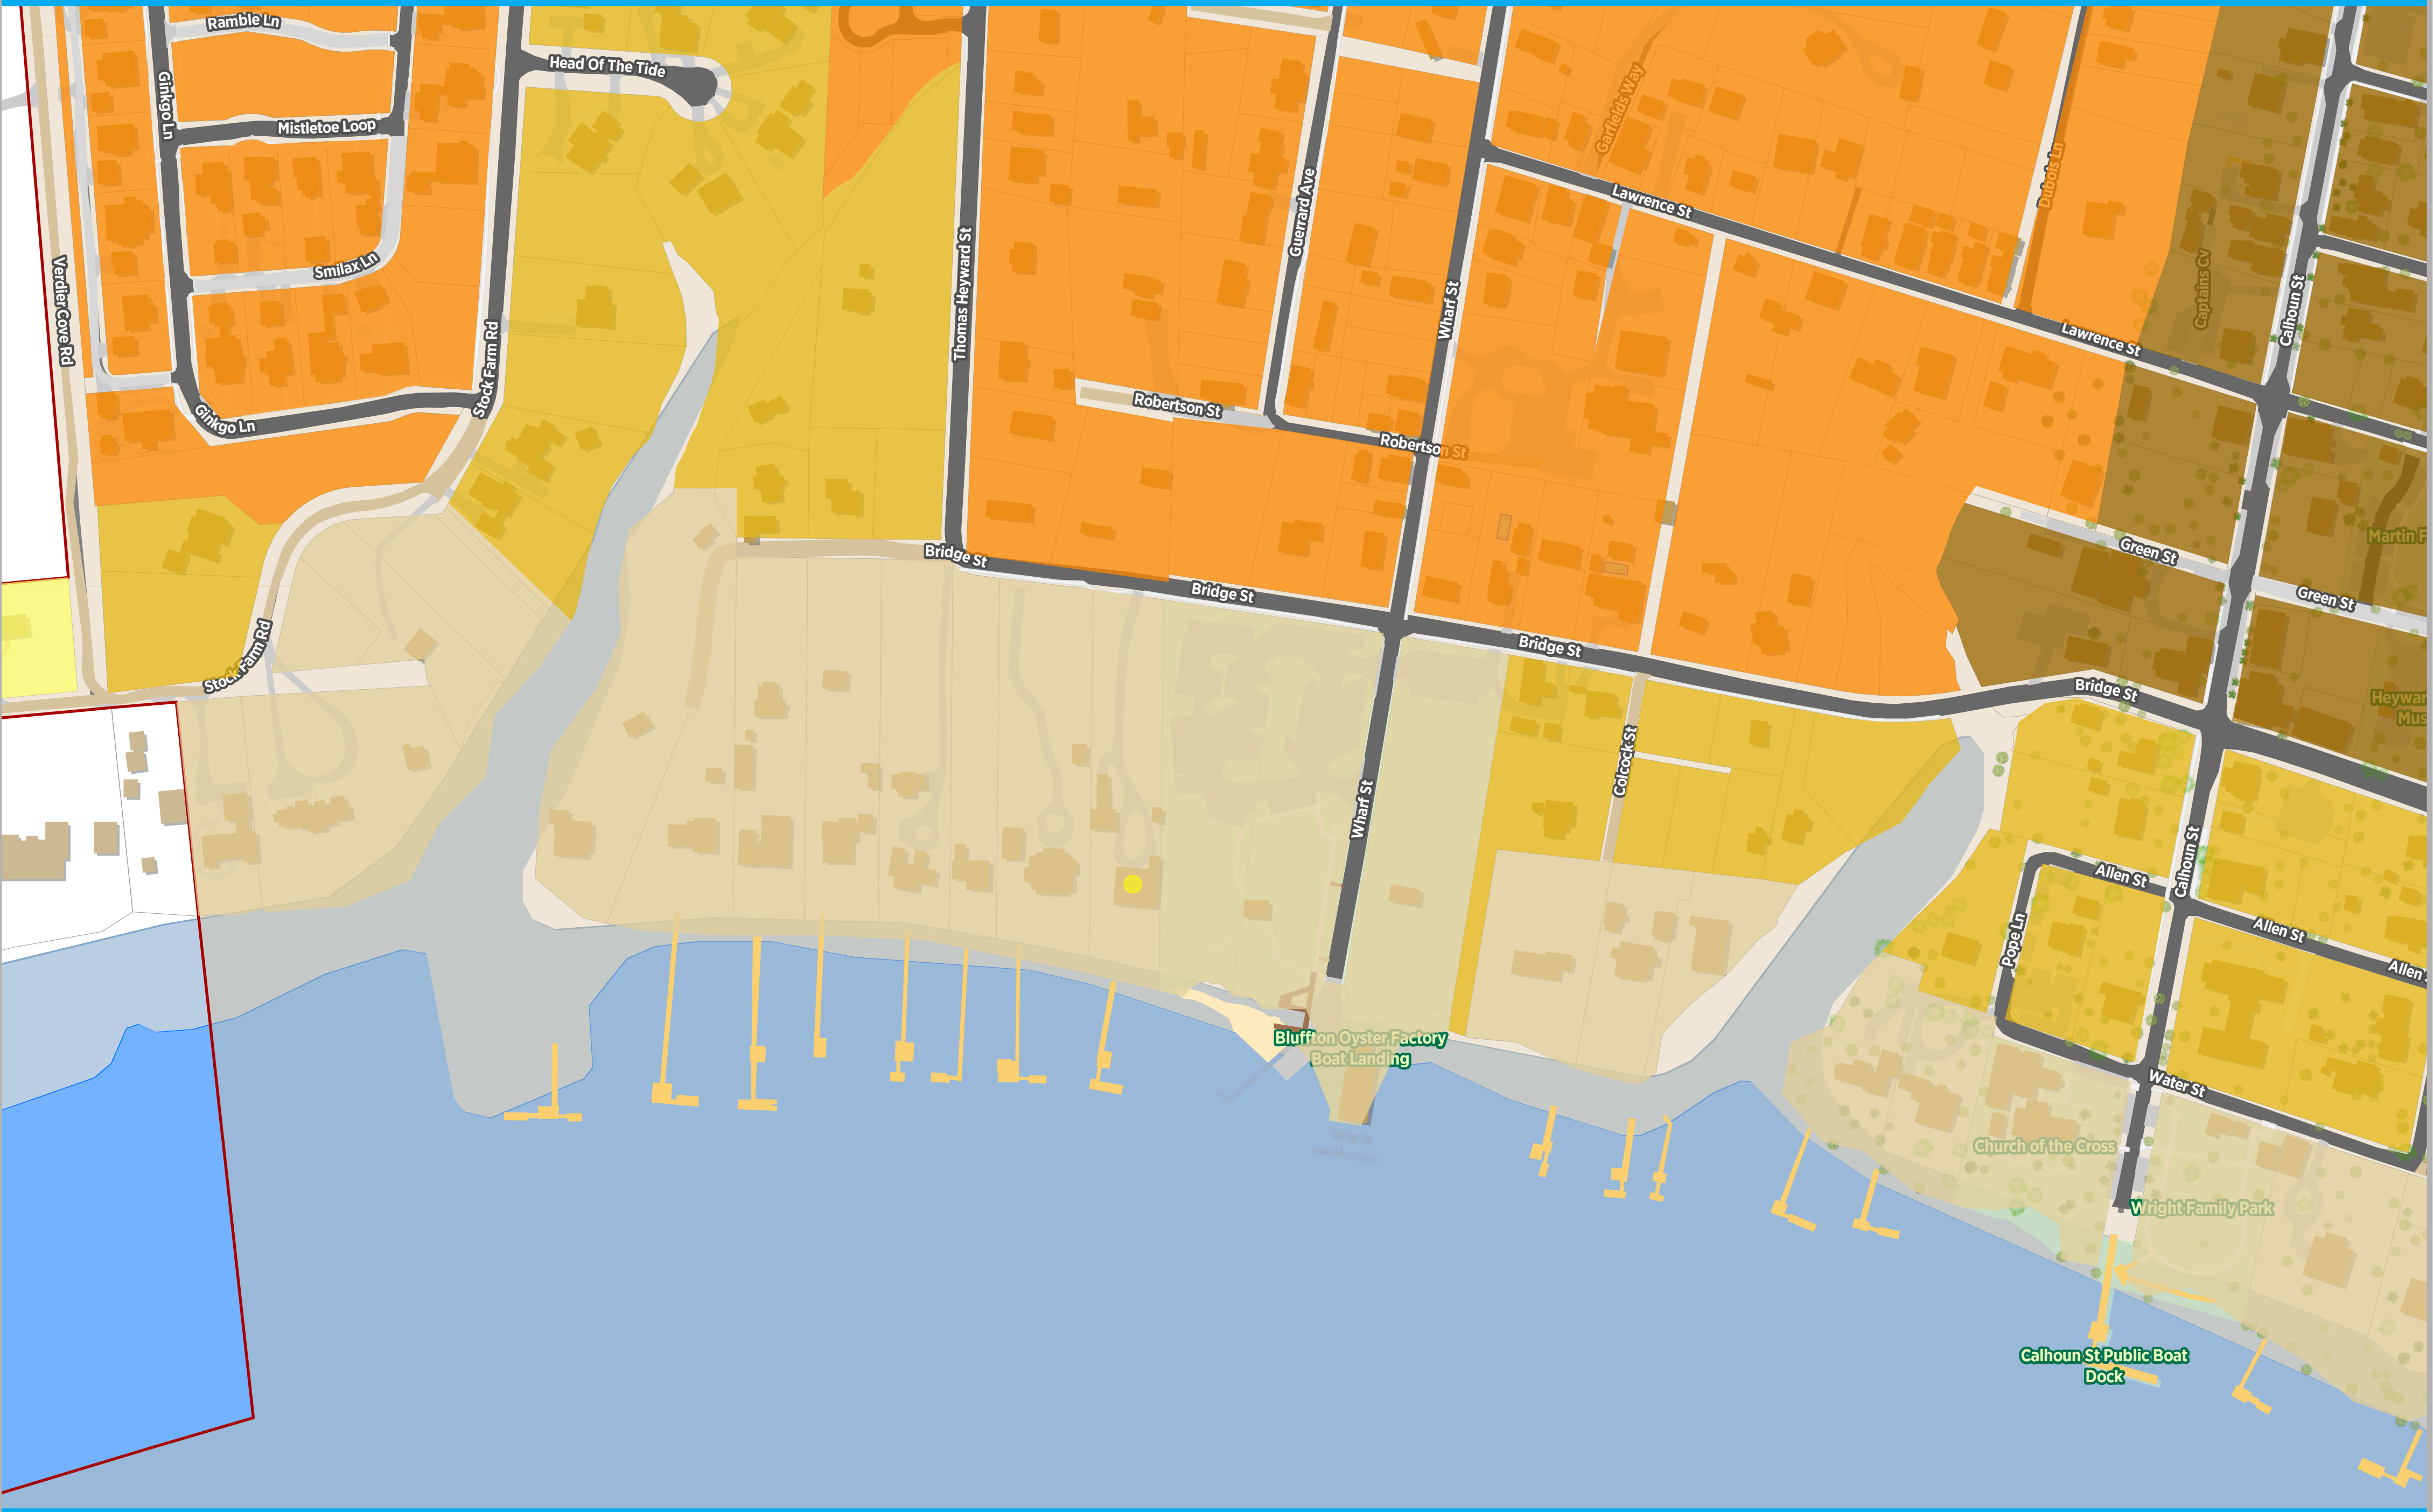 Ramble Ln
Head Of The Tide
Ginkgo Ln
Mistletoe Loop
Garfields Way
Lawrence St
Dubois Ln
Guerrard Ave
Captains Cv
Smilax Ln
Verdier Cove Rd
Thomas Heyward St
Wharf St
Calhoun St
Lawrence St
Stock Farm Rd
Robertson St
Ginkgo Ln
Robertson St
Martin F
Green St
Bridge St
Bridge St
Green St
Bridge St
Stock Farm Rd
Bridge St
Heywar
Mus
Colcock St
Wharf St
Calhoun St
Allen St
Pope Ln
Allen St
Allen
Bluffton Oyster Factory
Boat Landing
Water St
Church of the Cross
Wright Family Park
Calhoun St Public Boat
Dock